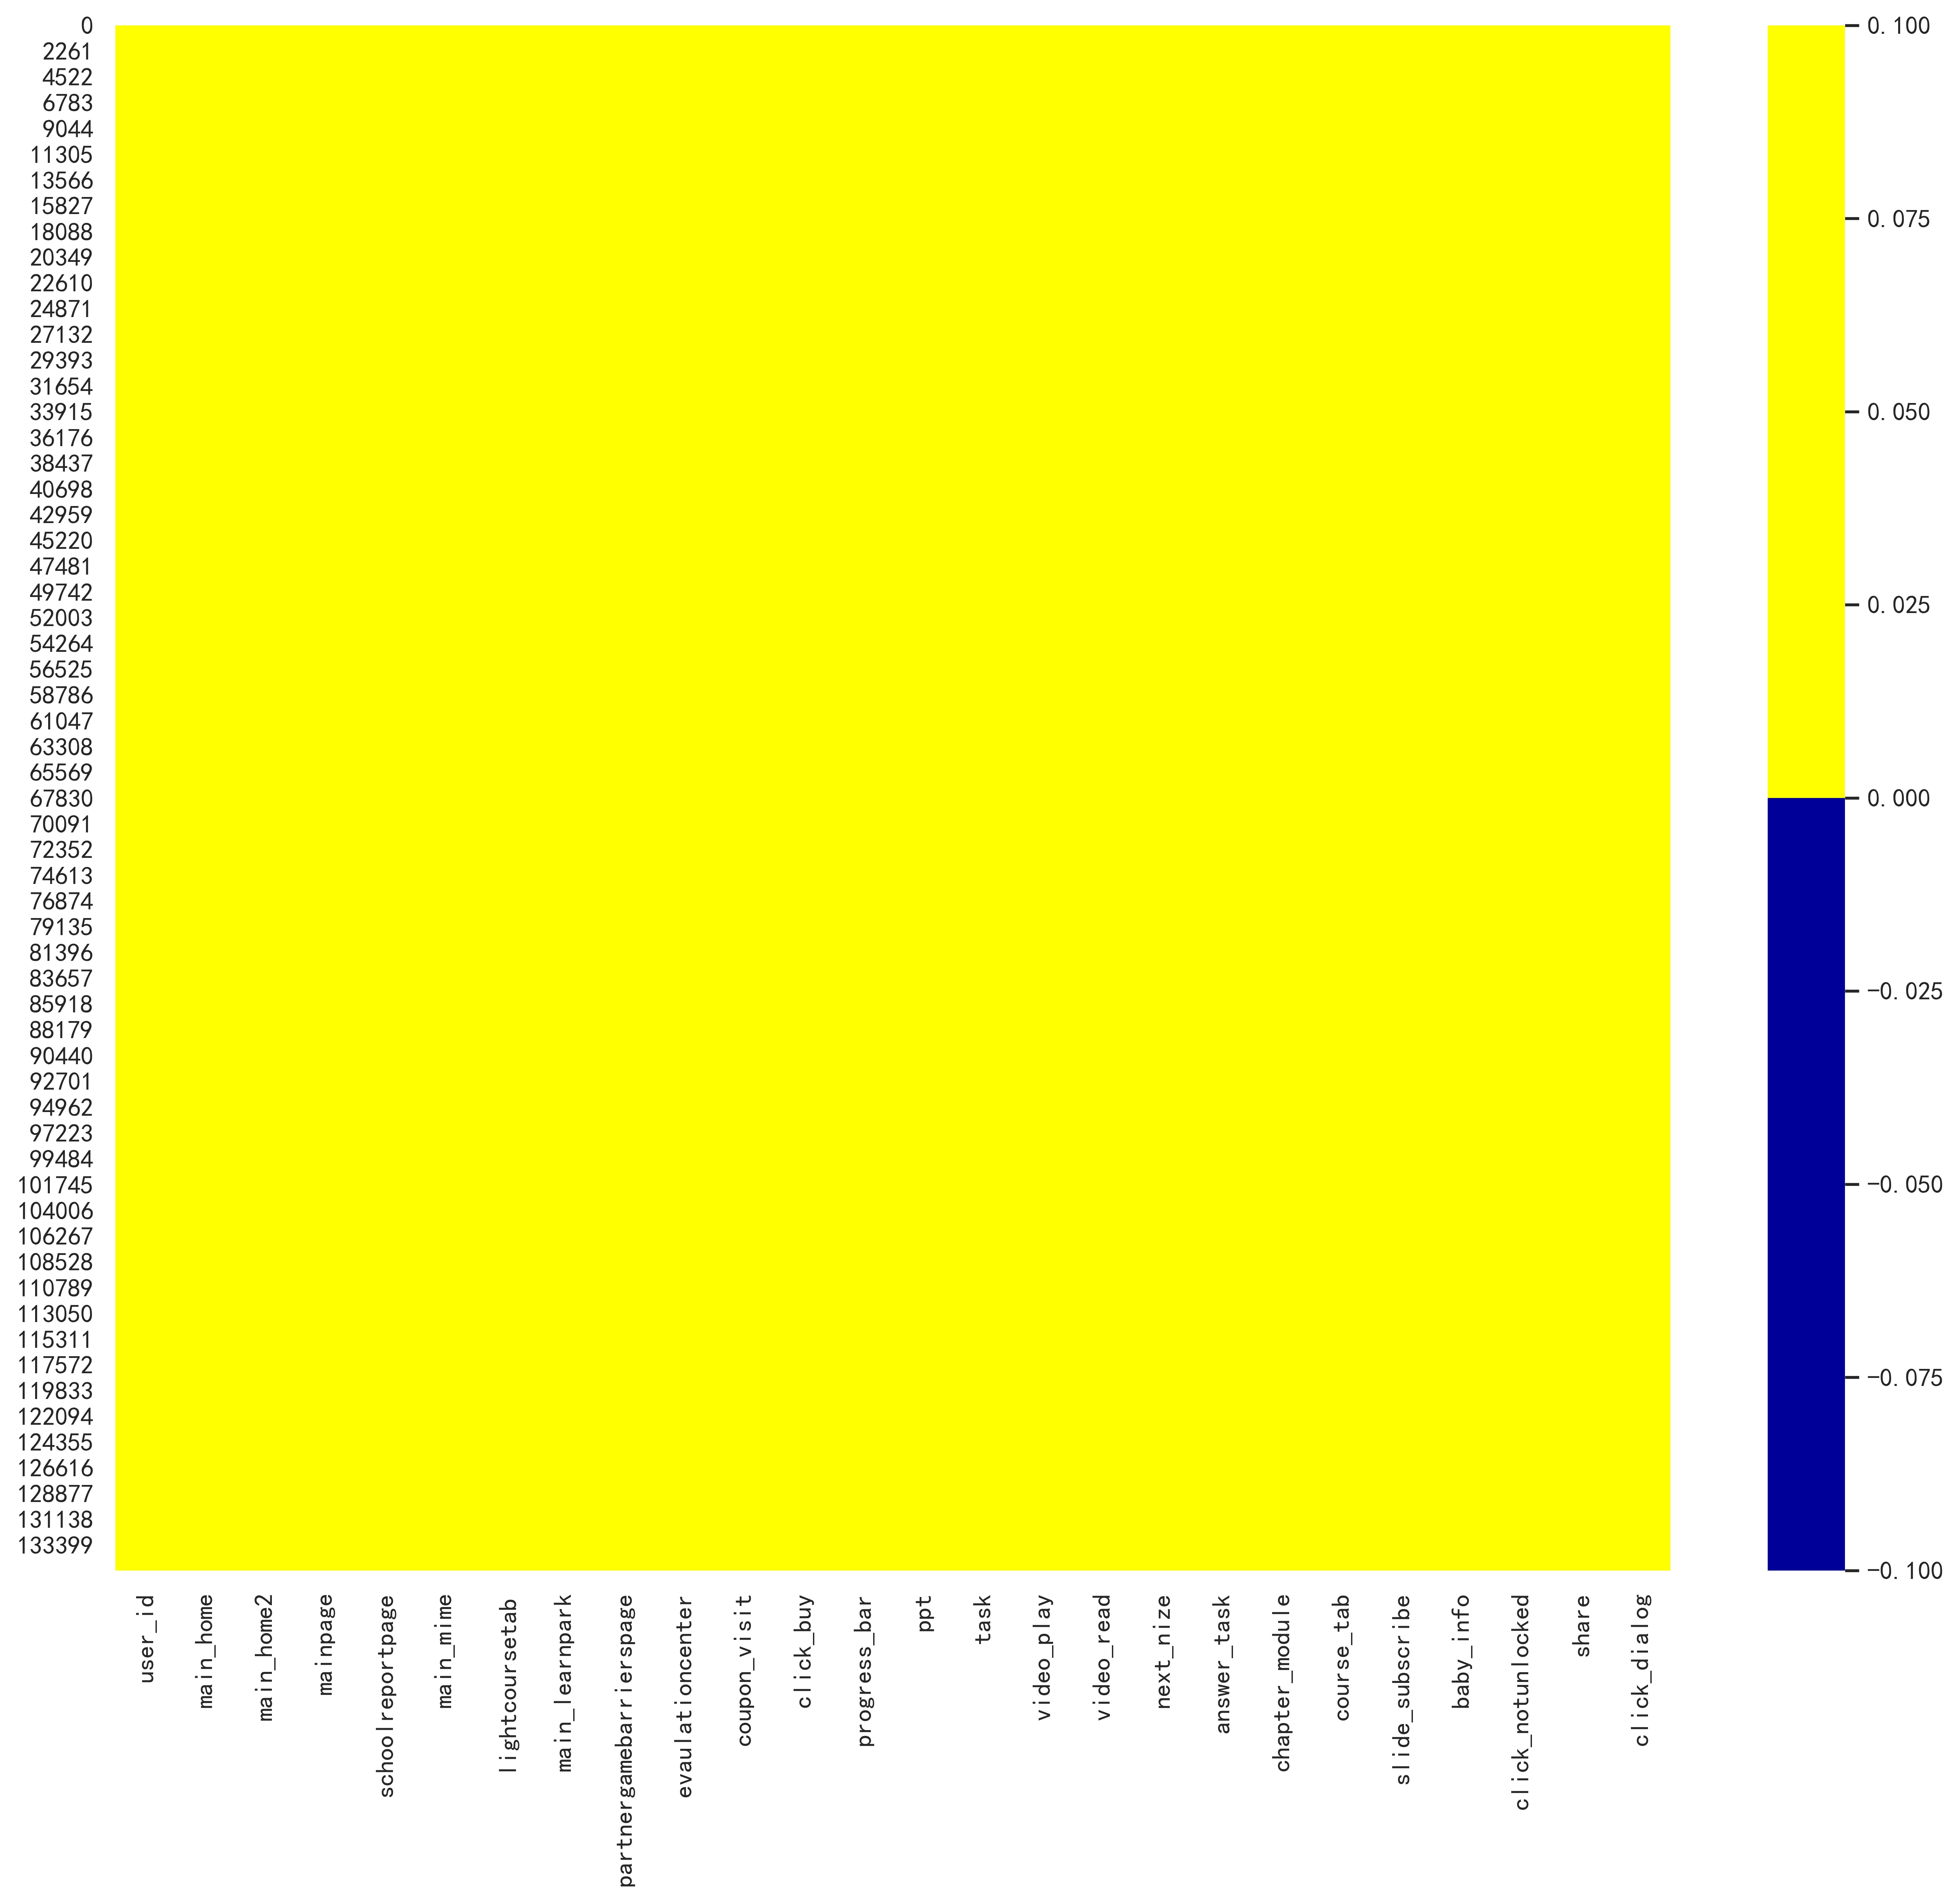 0
2261
4522
6783
9044
11305
13566
15827
18088
20349
22610
24871
27132
29393
31654
33915
36176
38437
40698
42959
45220
47481
49742
52003
54264
56525
58786
61047
63308
65569
67830
70091
72352
74613
76874
79135
81396
83657
85918
88179
90440
92701
94962
97223
99484
101745
104006
106267
108528
110789
113050
115311
117572
119833
122094
124355
126616
128877
131138
133399
user_id
main_home
main_home2
mainpage
schoolreportpage
main_mime
lightcoursetab
main_learnpark
partnergamebarrierspage
evaulationcenter
coupon_visit
click_buy
progress_bar
ppt
task
video_play
video_read
next_nize
answer_task
chapter_module
course_tab
slide_subscribe
baby_info
click_notunlocked
share
click_dialog
0.100
0.075
0.050
0.025
0.000
-0.025
-0.050
-0.075
-0.100